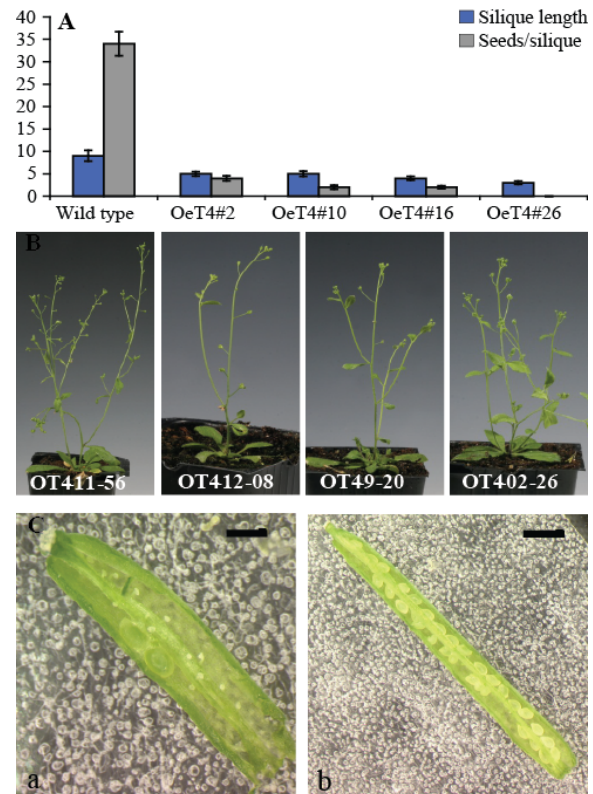 A
Silique length
Seeds/silique
40
35
30
25
20
15
10
5
0
Wild type
OeT4#2
OeT4#10
OeT4#16
OeT4#26
B
OT411-56
OT412-08
OT49-20
OT402-26
C
a
b